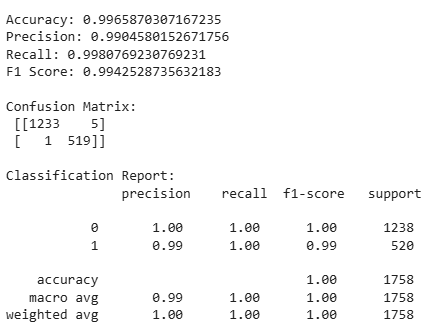 Accuracy: 0.9965870307167235
Precision: 0.9904580152671756
Recall: 0.9980769230769231
F1 Score: 0.9942528735632183
Confusion Matrix:
[[1233    5]
[   1  519]]
Classification Report:
precision    recall  f1-score   support
0       1.00      1.00      1.00      1238
1       0.99      1.00      0.99       520
accuracy                           1.00      1758
macro avg       0.99      1.00      1.00      1758
weighted avg       1.00      1.00      1.00      1758